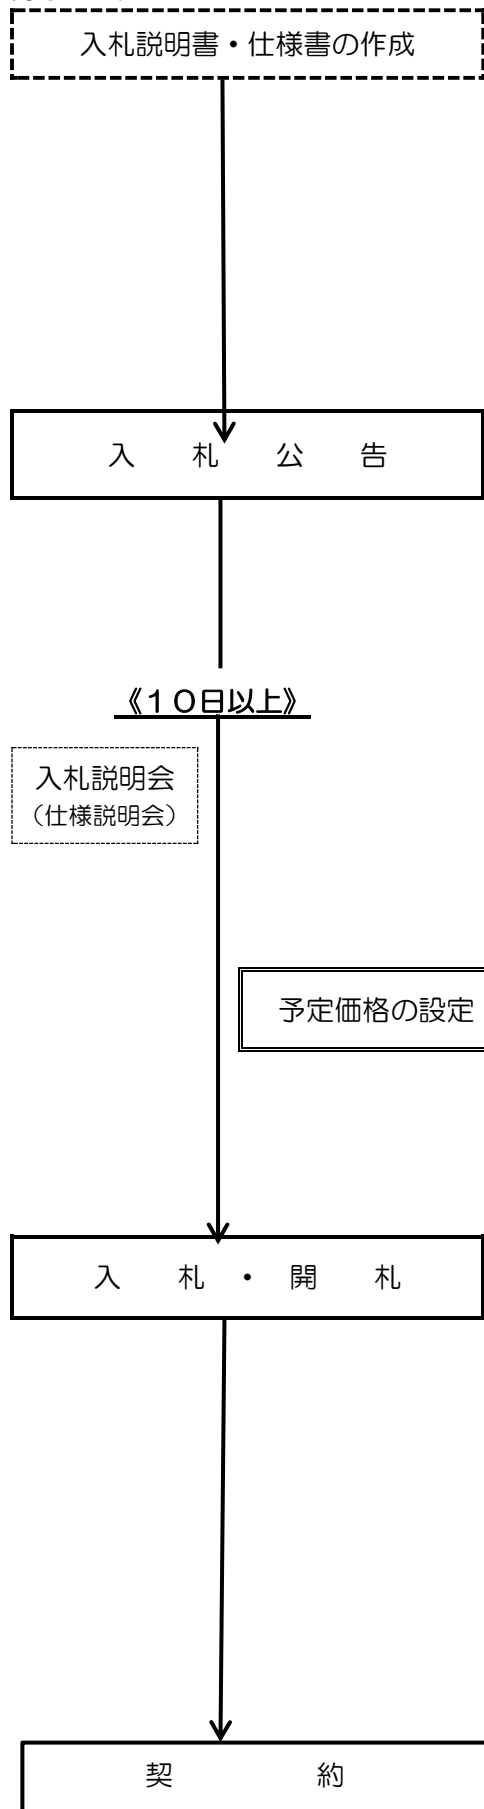 入札説明書・仕様書の作成
入　札　公　告
《１０日以上》
入札説明会
（仕様説明会）
予定価格の設定
入　札　・　開　札
契　　　約